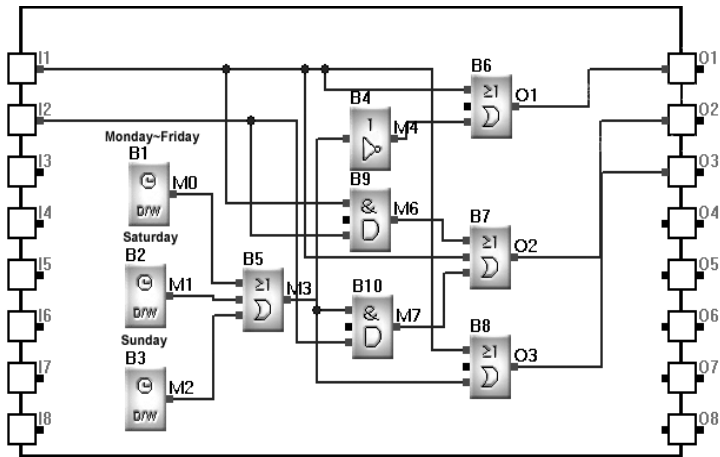 I1
O1
B6
≥1
O1
I2
O2
B4
1
M4
Monday~Friday
B1
I3
O3
M0
D/W
B9
&
M6
I4
O4
Saturday
B7
≥1
O2
B2
B5
I5
O5
M1
D/W
≥1
M3
B10
&
M7
I6
O6
Sunday
B8
≥1
O3
B3
I7
O7
M2
D/W
I8
O8